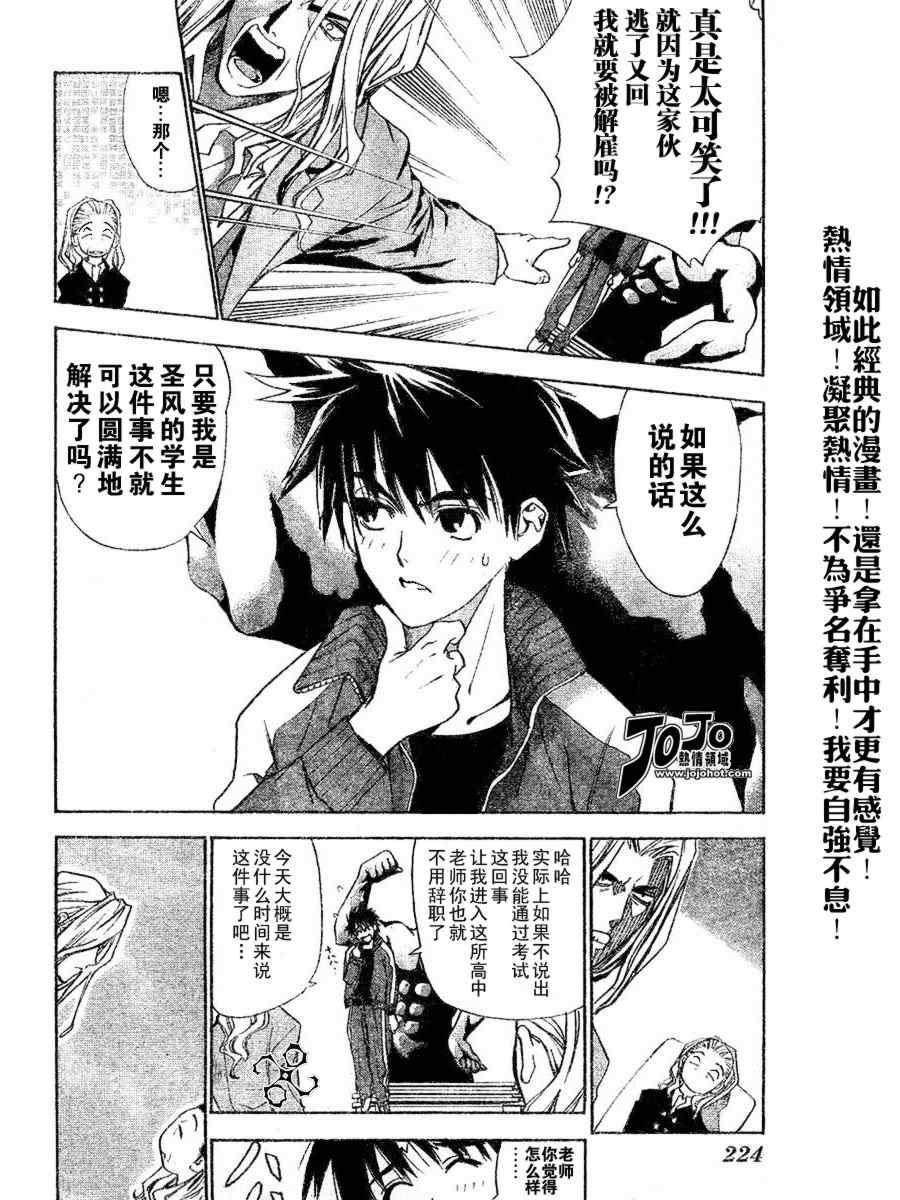 真是太可笑了!!!
就因为这家伙
逃了又回
我就要被解雇吗!?
嗯…那个…
如果这么
说的话
只要我是
圣风的学生
这件事不就
可以圆满地
解决了吗?
JOJO
熱情領域
www.jojohot.com
哈哈
实际上如果不说出
我没能通过考试
这回事
让我进入这所高中
老师你也就
不用辞职了
今天大概是
没什么时间来说
这件事了吧…
老师
你觉得
怎么样
……
224
如此經典的漫畫！還是拿在手中才更有感覺！
熱情領域！凝聚熱情！不為爭名奪利！我要自強不息！